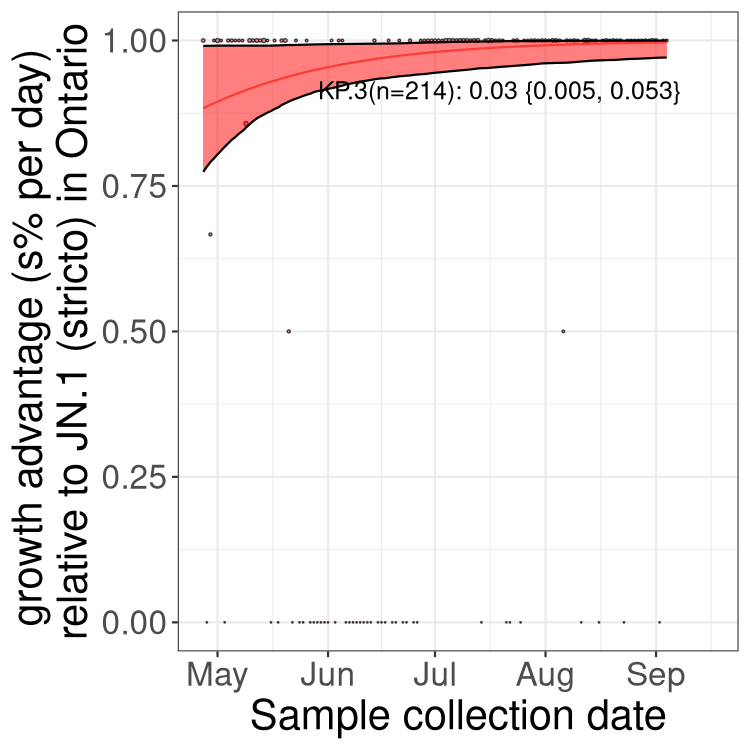 growth advantage (s% per day)
relative to JN.1 (stricto) in Ontario
1.00
0.75
0.50
0.25
0.00
KP.3(n=214): 0.03 {0.005, 0.053}
May Jun Jul Aug Sep
Sample collection date